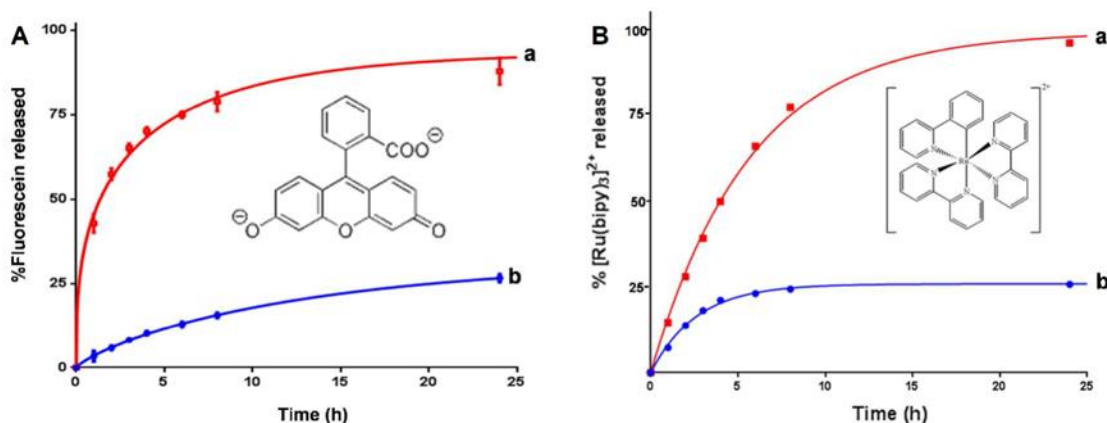 A
%Fluorescein released
100
75
50
25
0
0
5
10
15
20
25
Time (h)
a
b
COO⊖
⊖
O
O
O
B
% [Ru(bipy)₃]²⁺ released
100
75
50
25
0
5
10
15
20
25
Time (h)
a
b
2+
N
N
N
N
N